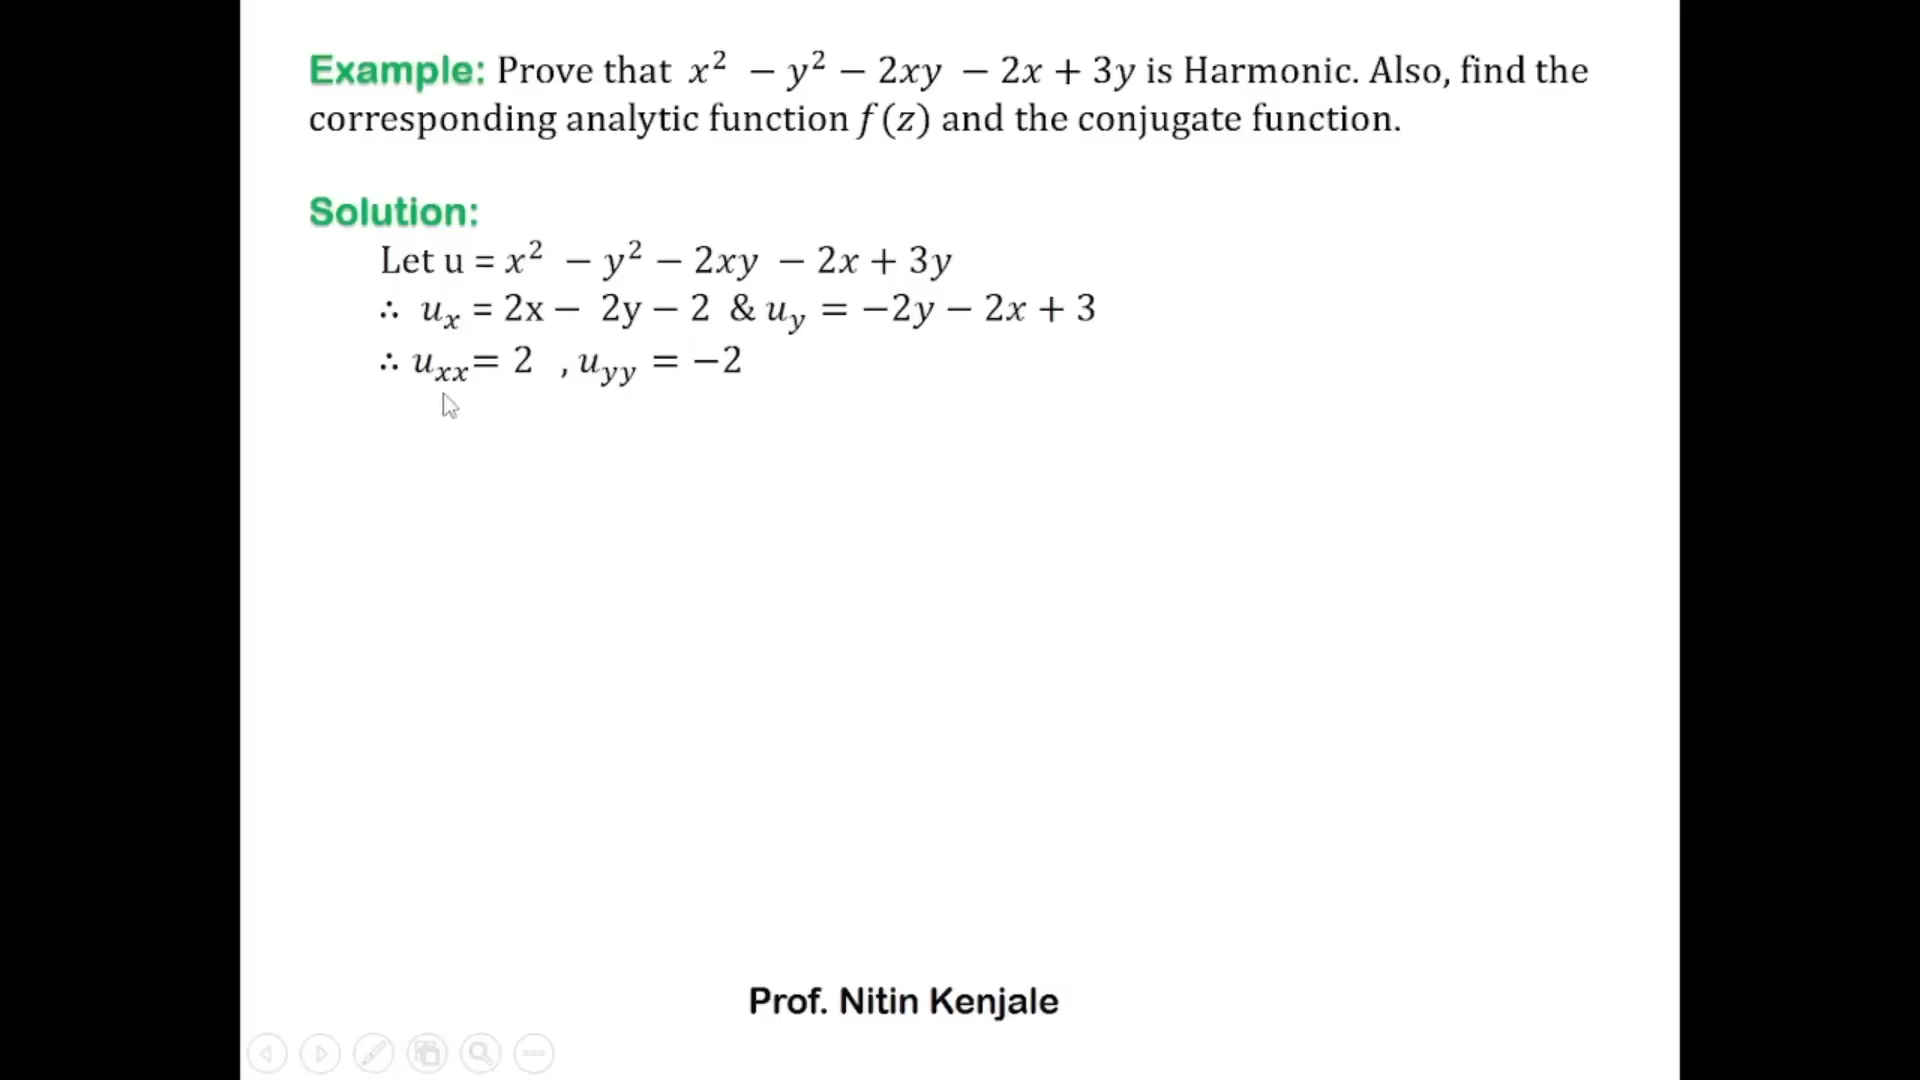 Example: Prove that x² − y² − 2xy − 2x + 3y is Harmonic. Also, find the
corresponding analytic function f(z) and the conjugate function.
Solution:
Let u = x² − y² − 2xy − 2x + 3y
∴ u_x = 2x − 2y − 2 & u_y = −2y − 2x + 3
∴ u_xx = 2 , u_yy = −2
Prof. Nitin Kenjale